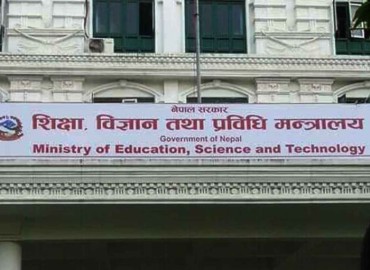 नेपाल सरकार
शिक्षा, विज्ञान तथा प्रविधि मन्त्रालय
Government of Nepal
Ministry of Education, Science and Technology